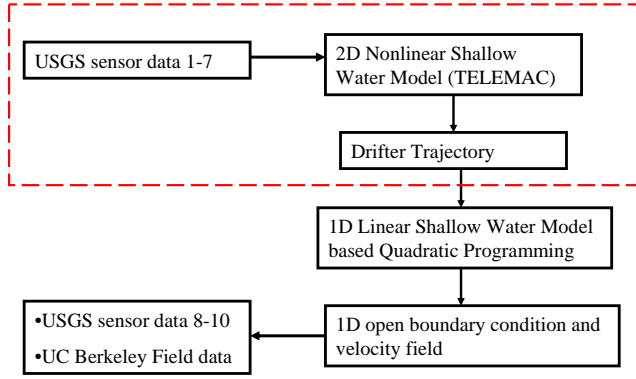 USGS sensor data 1-7
2D Nonlinear Shallow
Water Model (TELEMAC)
Drifter Trajectory
1D Linear Shallow Water Model
based Quadratic Programming
1D open boundary condition and
velocity field
•USGS sensor data 8-10
•UC Berkeley Field data